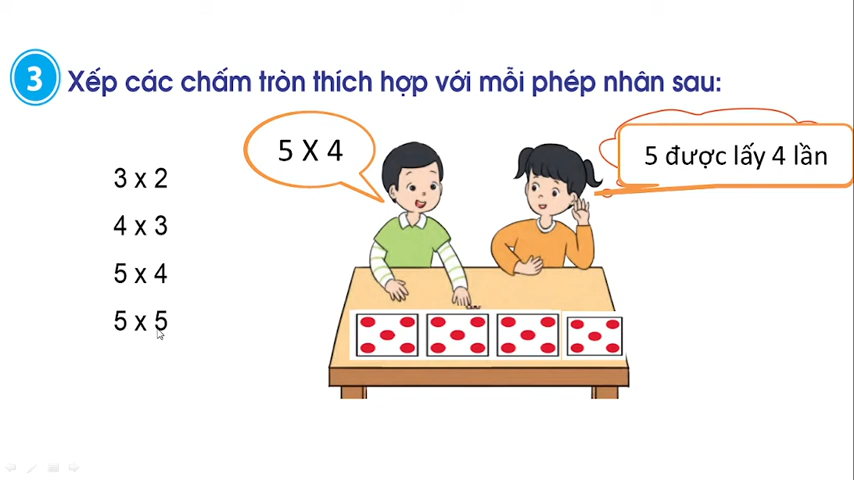 3 Xếp các chấm tròn thích hợp với mỗi phép nhân sau:
5 X 4
5 được lấy 4 lần
3 x 2
4 x 3
5 x 4
5 x 5